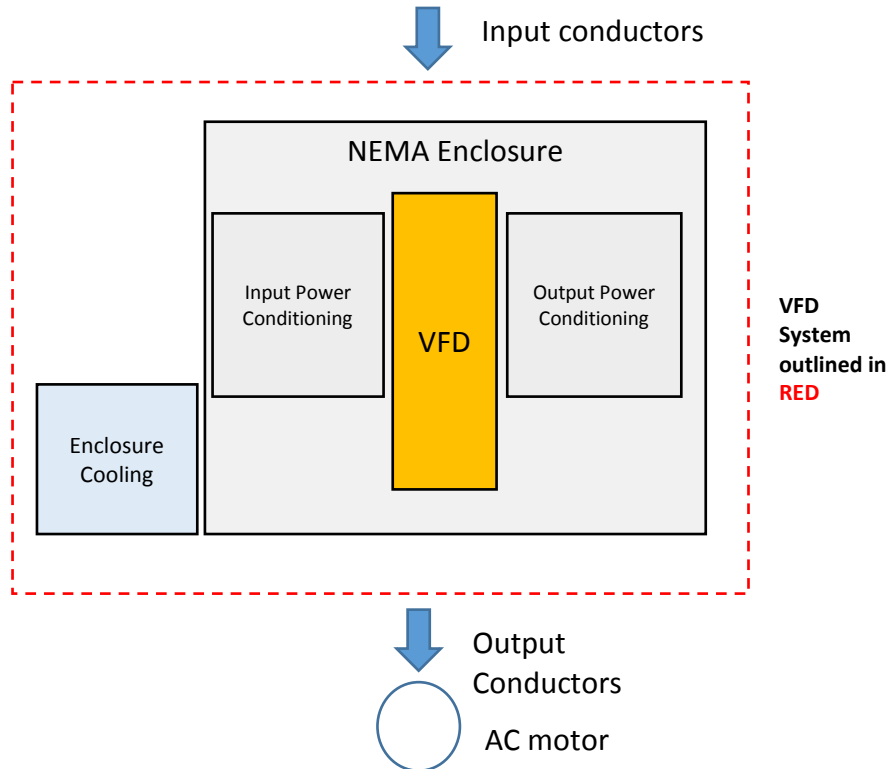 Input conductors
NEMA Enclosure
Input Power
Conditioning
VFD
Output Power
Conditioning
VFD
System
outlined in
RED
Enclosure
Cooling
Output
Conductors
AC motor